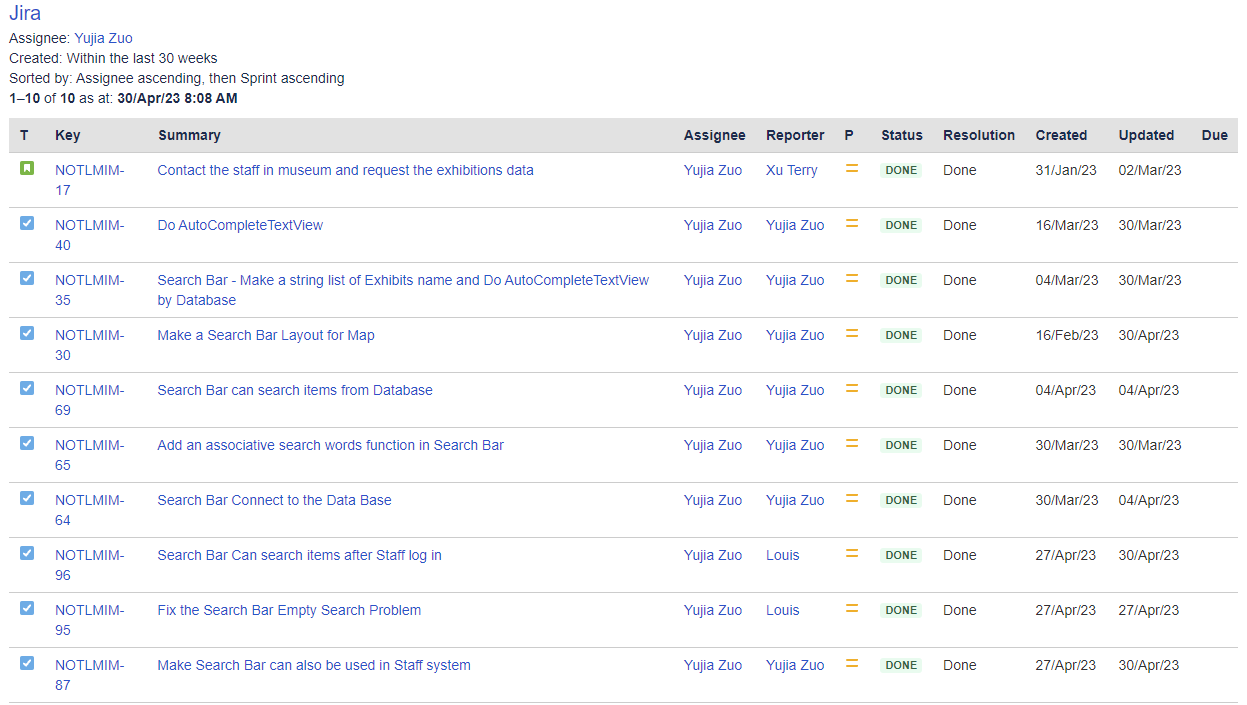 Jira
Assignee: Yujia Zuo
Created: Within the last 30 weeks
Sorted by: Assignee ascending, then Sprint ascending
1–10 of 10 as at: 30/Apr/23 8:08 AM
T Key Summary Assignee Reporter P Status Resolution Created Updated Due
NOTLMIM- Contact the staff in museum and request the exhibitions data Yujia Zuo Xu Terry DONE Done 31/Jan/23 02/Mar/23
17
NOTLMIM- Do AutoCompleteTextView Yujia Zuo Yujia Zuo DONE Done 16/Mar/23 30/Mar/23
40
NOTLMIM- Search Bar - Make a string list of Exhibits name and Do AutoCompleteTextView Yujia Zuo Yujia Zuo DONE Done 04/Mar/23 30/Mar/23
35 by Database
NOTLMIM- Make a Search Bar Layout for Map Yujia Zuo Yujia Zuo DONE Done 16/Feb/23 30/Apr/23
30
NOTLMIM- Search Bar can search items from Database Yujia Zuo Yujia Zuo DONE Done 04/Apr/23 04/Apr/23
69
NOTLMIM- Add an associative search words function in Search Bar Yujia Zuo Yujia Zuo DONE Done 30/Mar/23 30/Mar/23
65
NOTLMIM- Search Bar Connect to the Data Base Yujia Zuo Yujia Zuo DONE Done 30/Mar/23 04/Apr/23
64
NOTLMIM- Search Bar Can search items after Staff log in Yujia Zuo Louis DONE Done 27/Apr/23 30/Apr/23
96
NOTLMIM- Fix the Search Bar Empty Search Problem Yujia Zuo Louis DONE Done 27/Apr/23 27/Apr/23
95
NOTLMIM- Make Search Bar can also be used in Staff system Yujia Zuo Yujia Zuo DONE Done 27/Apr/23 30/Apr/23
87